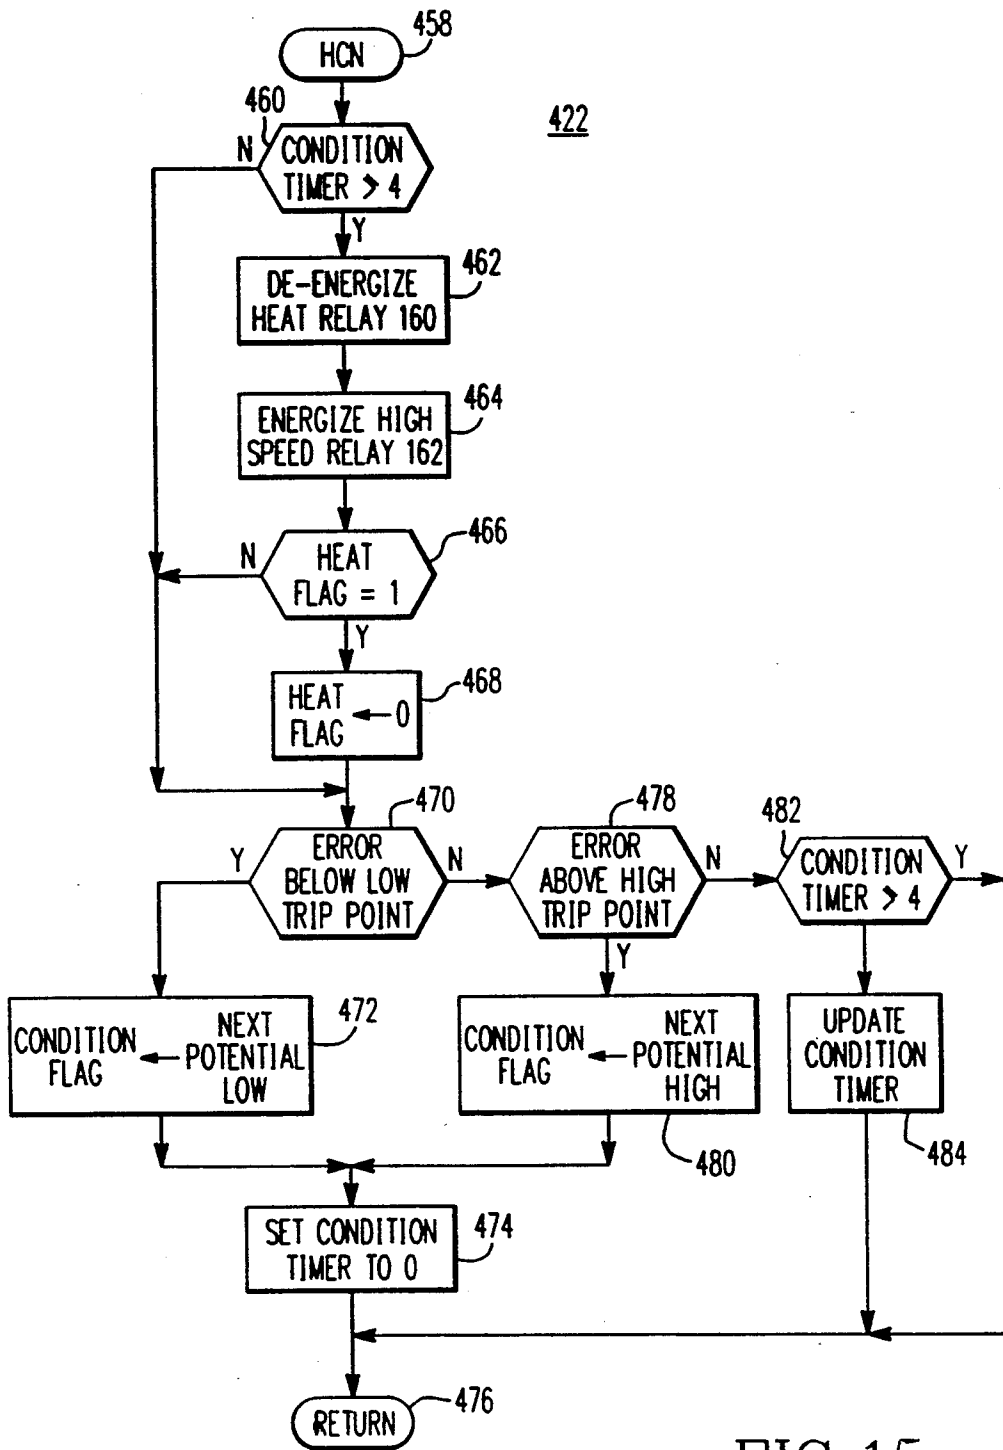 458
HCN
422
460
N
CONDITION
TIMER > 4
Y
462
DE-ENERGIZE
HEAT RELAY 160
464
ENERGIZE HIGH
SPEED RELAY 162
466
N
HEAT
FLAG = 1
Y
468
HEAT
FLAG ← 0
470
478
482
Y
ERROR
BELOW LOW
TRIP POINT
N
ERROR
ABOVE HIGH
TRIP POINT
N
CONDITION
TIMER > 4
Y
Y
472
CONDITION
FLAG
←
NEXT
POTENTIAL
LOW
CONDITION
FLAG
←
NEXT
POTENTIAL
HIGH
UPDATE
CONDITION
TIMER
480
484
SET CONDITION
TIMER TO 0
474
476
RETURN
FIG. 15